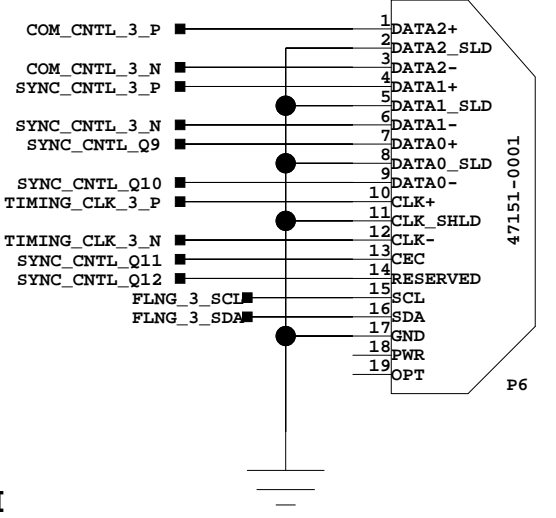 COM_CNTL_3_P 1 DATA2+
2 DATA2_SLD
COM_CNTL_3_N 3 DATA2-
SYNC_CNTL_3_P 4 DATA1+
5 DATA1_SLD
SYNC_CNTL_3_N 6 DATA1-
SYNC_CNTL_Q9 7 DATA0+
8 DATA0_SLD
SYNC_CNTL_Q10 9 DATA0-
TIMING_CLK_3_P 10 CLK+
11 CLK_SHLD
TIMING_CLK_3_N 12 CLK-
SYNC_CNTL_Q11 13 CEC
SYNC_CNTL_Q12 14 RESERVED
FLNG_3_SCL 15 SCL
FLNG_3_SDA 16 SDA
17 GND
18 PWR
19 OPT
47151-0001
P6